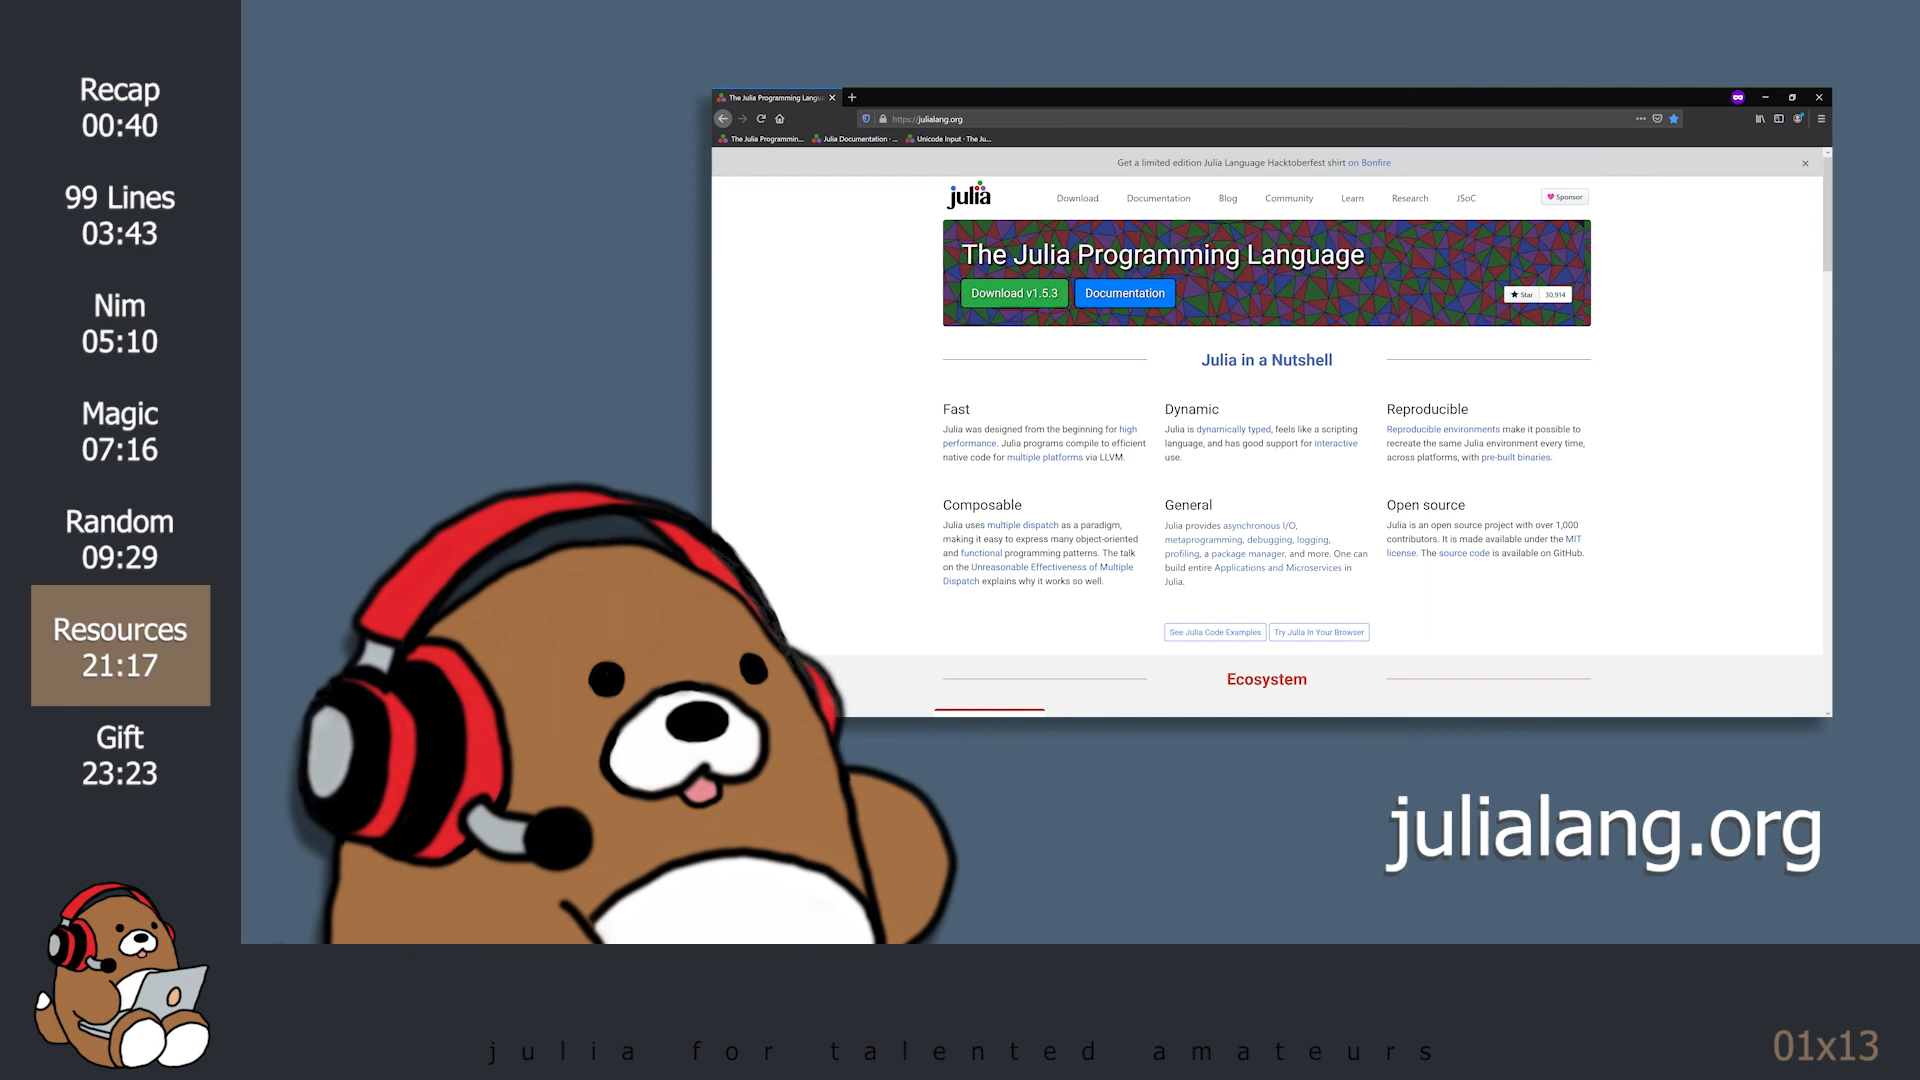 Recap
00:40
99 Lines
03:43
Nim
05:10
Magic
07:16
Random
09:29
Resources
21:17
Gift
23:23
The Julia Programming Langua
https://julialang.org
The Julia Programmin...
Julia Documentation · ...
Unicode Input · The Ju...
Get a limited edition Julia Language Hacktoberfest shirt on Bonfire
julia
Download
Documentation
Blog
Community
Learn
Research
JSoC
Sponsor
The Julia Programming Language
Download v1.5.3
Documentation
Star
30,914
Julia in a Nutshell
Fast
Julia was designed from the beginning for high
performance. Julia programs compile to efficient
native code for multiple platforms via LLVM.
Dynamic
Julia is dynamically typed, feels like a scripting
language, and has good support for interactive
use.
Reproducible
Reproducible environments make it possible to
recreate the same Julia environment every time,
across platforms, with pre-built binaries.
Composable
Julia uses multiple dispatch as a paradigm,
making it easy to express many object-oriented
and functional programming patterns. The talk
on the Unreasonable Effectiveness of Multiple
Dispatch explains why it works so well.
General
Julia provides asynchronous I/O,
metaprogramming, debugging, logging,
profiling, a package manager, and more. One can
build entire Applications and Microservices in
Julia.
Open source
Julia is an open source project with over 1,000
contributors. It is made available under the MIT
license. The source code is available on GitHub.
See Julia Code Examples
Try Julia In Your Browser
Ecosystem
julialang.org
julia for talented amateurs
01x13